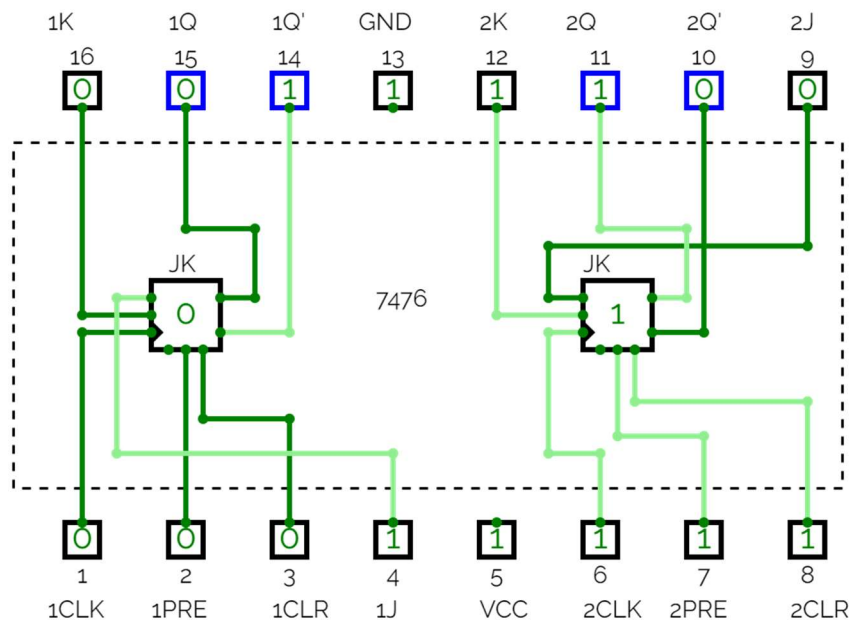 1K 1Q 1Q' GND 2K 2Q 2Q' 2J
16 15 14 13 12 11 10 9
0 0 1 1 1 1 0 0
JK JK
7476
0 1
0 0 0 1 1 1 1 1
1 2 3 4 5 6 7 8
1CLK 1PRE 1CLR 1J VCC 2CLK 2PRE 2CLR